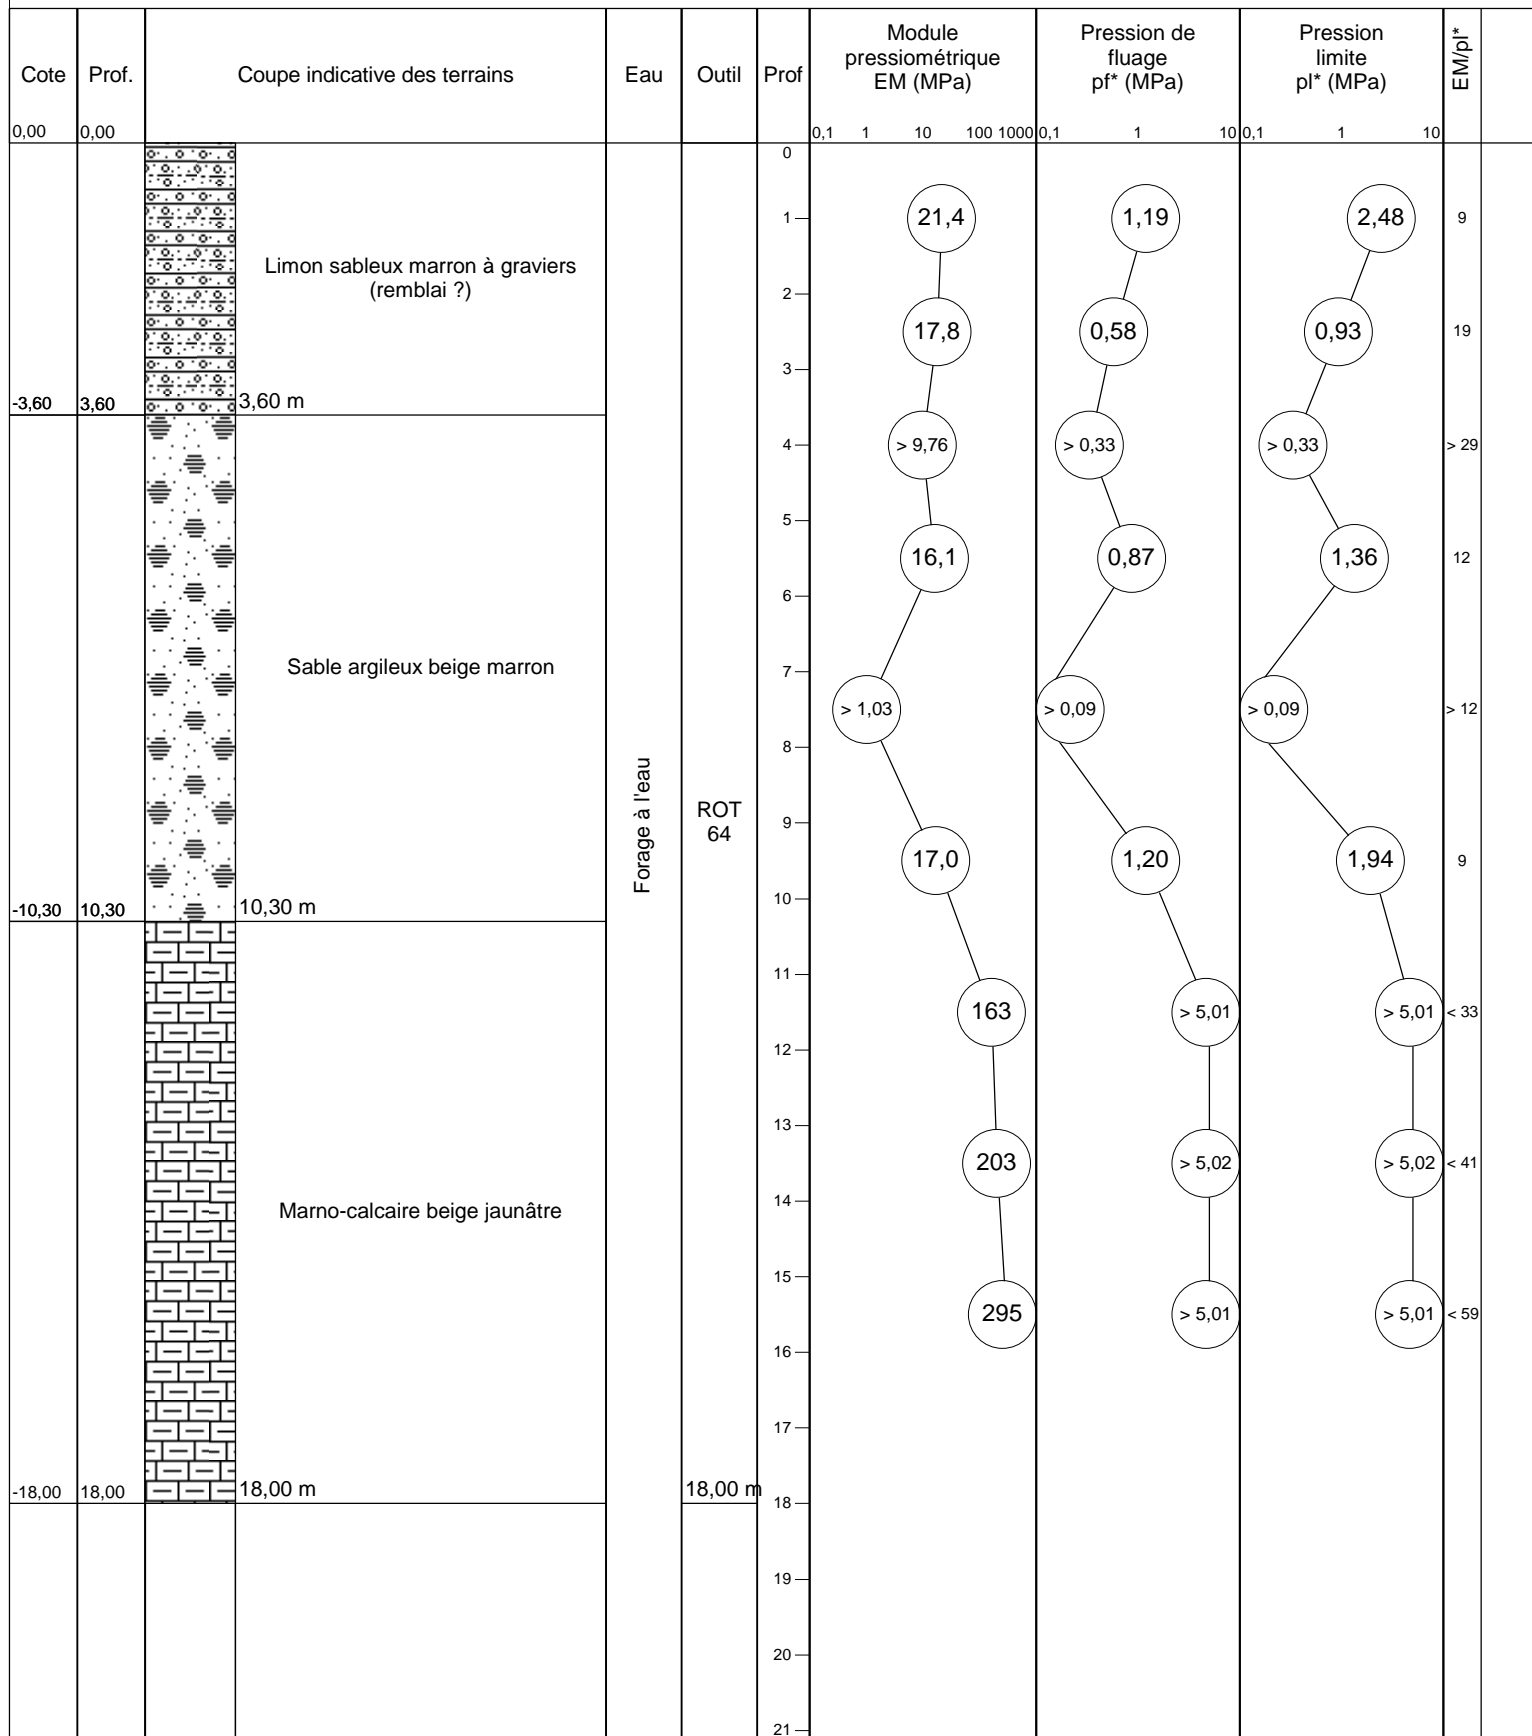 Cote
Prof.
Coupe indicative des terrains
Eau
Outil
Prof
Module
pressiométrique
EM (MPa)
Pression de
fluage
pf* (MPa)
Pression
limite
pl* (MPa)
EM/pl*
0,00
0,00
0,1 1 10 100 1000
0,1 1 10
0,1 1 10
0
1
21,4
1,19
2,48
9
Limon sableux marron à graviers
(remblai ?)
2
17,8
0,58
0,93
19
3
-3,60
3,60
3,60 m
4
> 9,76
> 0,33
> 0,33
> 29
5
16,1
0,87
1,36
12
6
Sable argileux beige marron
7
> 1,03
> 0,09
> 0,09
> 12
8
Forage à l'eau
ROT
64
9
17,0
1,20
1,94
9
10
-10,30
10,30
10,30 m
11
163
> 5,01
> 5,01
< 33
12
13
203
> 5,02
> 5,02
< 41
14
Marno-calcaire beige jaunâtre
15
295
> 5,01
> 5,01
< 59
16
17
-18,00
18,00
18,00 m
18,00 m
18
19
20
21